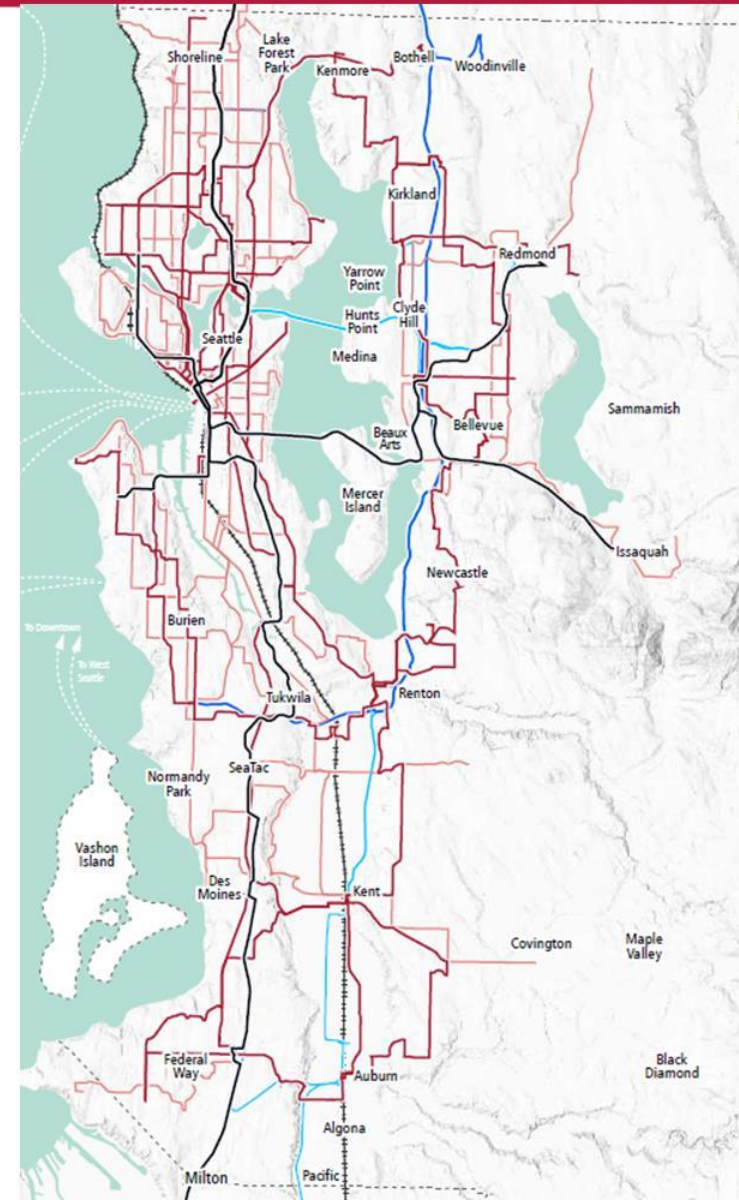 Shoreline
Lake
Forest
Park
Kenmore
Bothell
Woodinville
Kirkland
Redmond
Yarrow
Point
Hunts
Point
Clyde
Hill
Seattle
Medina
Sammamish
Beaux
Arts
Bellevue
Mercer
Island
Issaquah
Newcastle
Burien
To Downtown
To West
Seattle
Tukwila
Renton
SeaTac
Normandy
Park
Vashon
Island
Des
Moines
Kent
Covington
Maple
Valley
Federal
Way
Auburn
Black
Diamond
Algona
Milton
Pacific